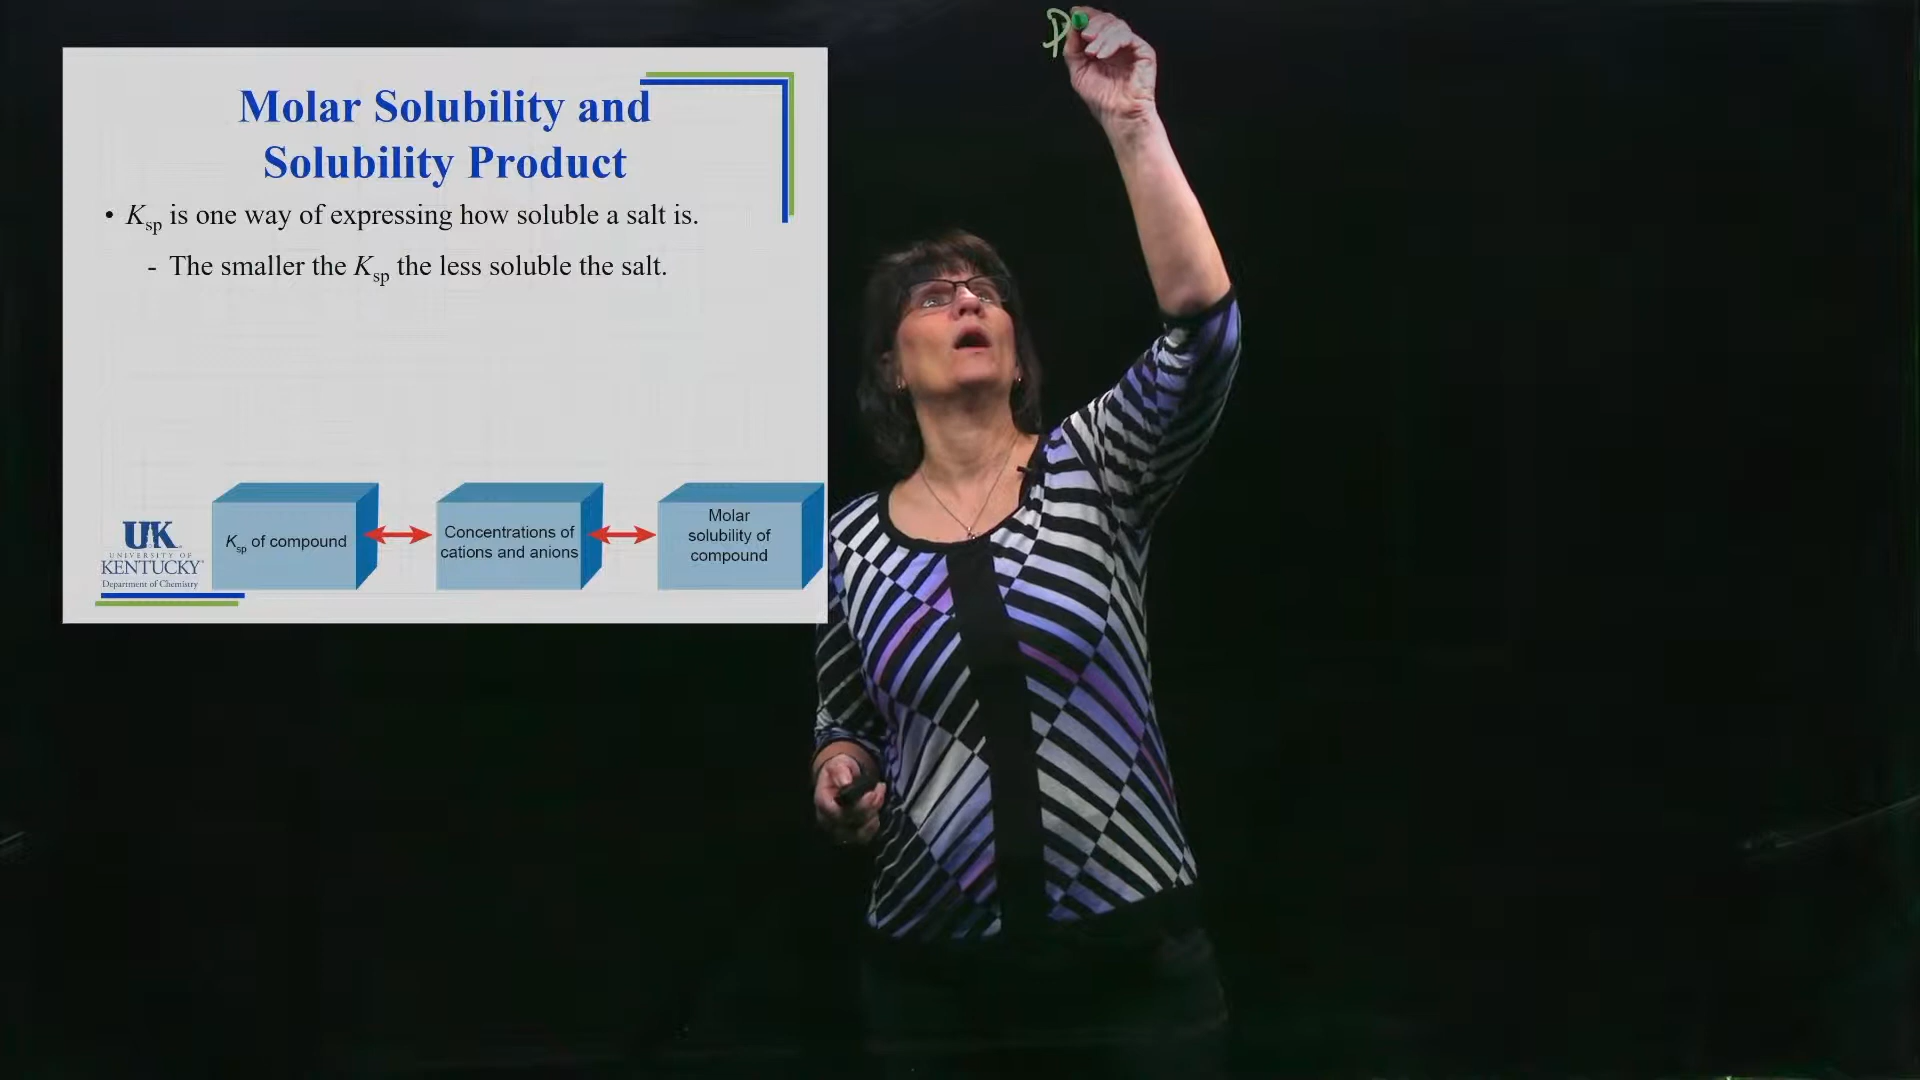 P
Molar Solubility and
Solubility Product
• Ksp is one way of expressing how soluble a salt is.
- The smaller the Ksp the less soluble the salt.
Ksp of compound
Concentrations of
cations and anions
Molar
solubility of
compound
UK
UNIVERSITY OF
KENTUCKY
Department of Chemistry